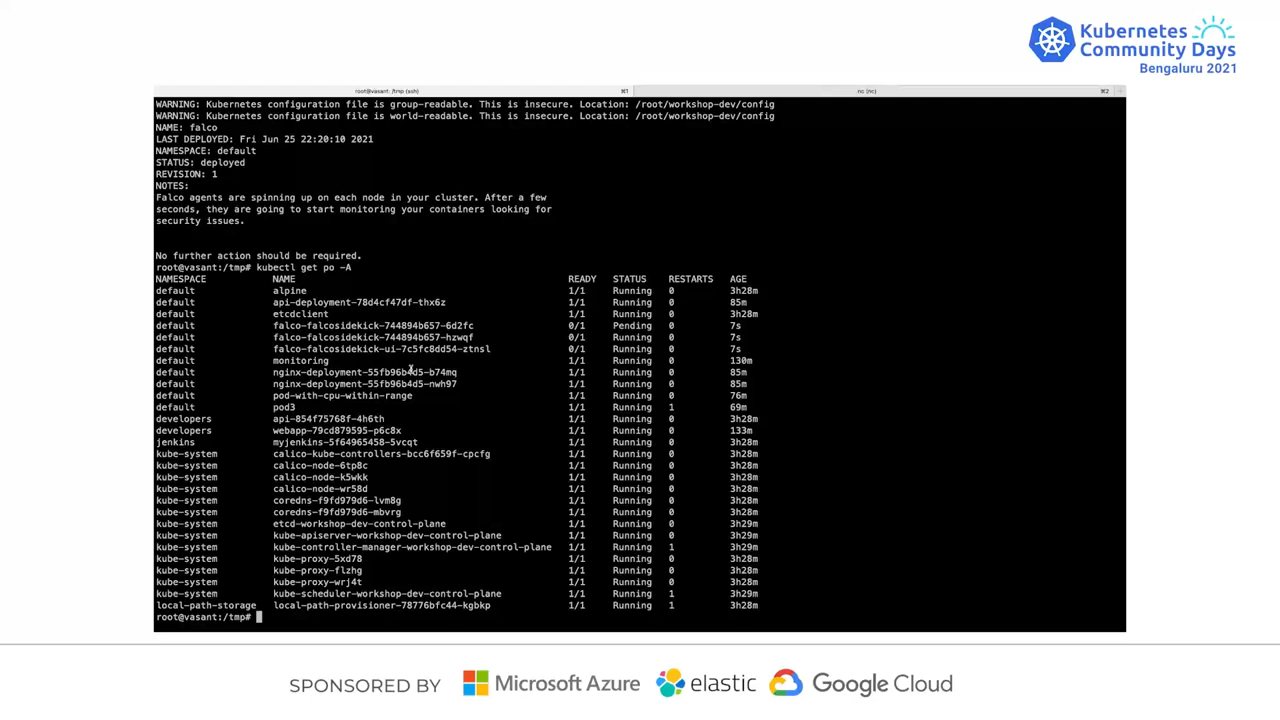 Kubernetes
Community Days
Bengaluru 2021
root@vasant: /tmp (ssh) ⌘1 nc (nc) ⌘2 +
WARNING: Kubernetes configuration file is group-readable. This is insecure. Location: /root/workshop-dev/config
WARNING: Kubernetes configuration file is world-readable. This is insecure. Location: /root/workshop-dev/config
NAME: falco
LAST DEPLOYED: Fri Jun 25 22:20:10 2021
NAMESPACE: default
STATUS: deployed
REVISION: 1
NOTES:
Falco agents are spinning up on each node in your cluster. After a few
seconds, they are going to start monitoring your containers looking for
security issues.
No further action should be required.
root@vasant:/tmp# kubectl get po -A
NAMESPACE NAME READY STATUS RESTARTS AGE
default alpine 1/1 Running 0 3h28m
default api-deployment-78d4cf47df-thx6z 1/1 Running 0 85m
default etcdclient 1/1 Running 0 3h28m
default falco-falcosidekick-744894b657-6d2fc 0/1 Pending 0 7s
default falco-falcosidekick-744894b657-hzwqf 0/1 Running 0 7s
default falco-falcosidekick-ui-7c5fc8dd54-ztnsl 0/1 Running 0 7s
default monitoring 1/1 Running 0 130m
default nginx-deployment-55fb96b4d5-b74mq 1/1 Running 0 85m
default nginx-deployment-55fb96b4d5-nwh97 1/1 Running 0 85m
default pod-with-cpu-within-range 1/1 Running 0 76m
default pod3 1/1 Running 1 69m
developers api-854f75768f-4h6th 1/1 Running 0 3h28m
developers webapp-79cd879595-p6c8x 1/1 Running 0 133m
jenkins myjenkins-5f64965458-5vcqt 1/1 Running 0 3h28m
kube-system calico-kube-controllers-bcc6f659f-cpcfg 1/1 Running 0 3h28m
kube-system calico-node-6tp8c 1/1 Running 0 3h28m
kube-system calico-node-k5wkk 1/1 Running 0 3h28m
kube-system calico-node-wr58d 1/1 Running 0 3h28m
kube-system coredns-f9fd979d6-lvm8g 1/1 Running 0 3h28m
kube-system coredns-f9fd979d6-mbvrg 1/1 Running 0 3h28m
kube-system etcd-workshop-dev-control-plane 1/1 Running 0 3h29m
kube-system kube-apiserver-workshop-dev-control-plane 1/1 Running 0 3h29m
kube-system kube-controller-manager-workshop-dev-control-plane 1/1 Running 1 3h29m
kube-system kube-proxy-5xd78 1/1 Running 0 3h28m
kube-system kube-proxy-flzhg 1/1 Running 0 3h28m
kube-system kube-proxy-wrj4t 1/1 Running 0 3h28m
kube-system kube-scheduler-workshop-dev-control-plane 1/1 Running 1 3h29m
local-path-storage local-path-provisioner-78776bfc44-kgbkp 1/1 Running 1 3h28m
root@vasant:/tmp#
SPONSORED BY Microsoft Azure elastic Google Cloud